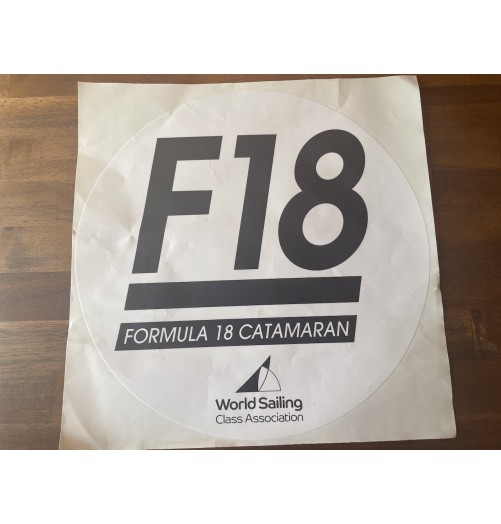 F18
FORMULA 18 CATAMARAN
World Sailing
Class Association